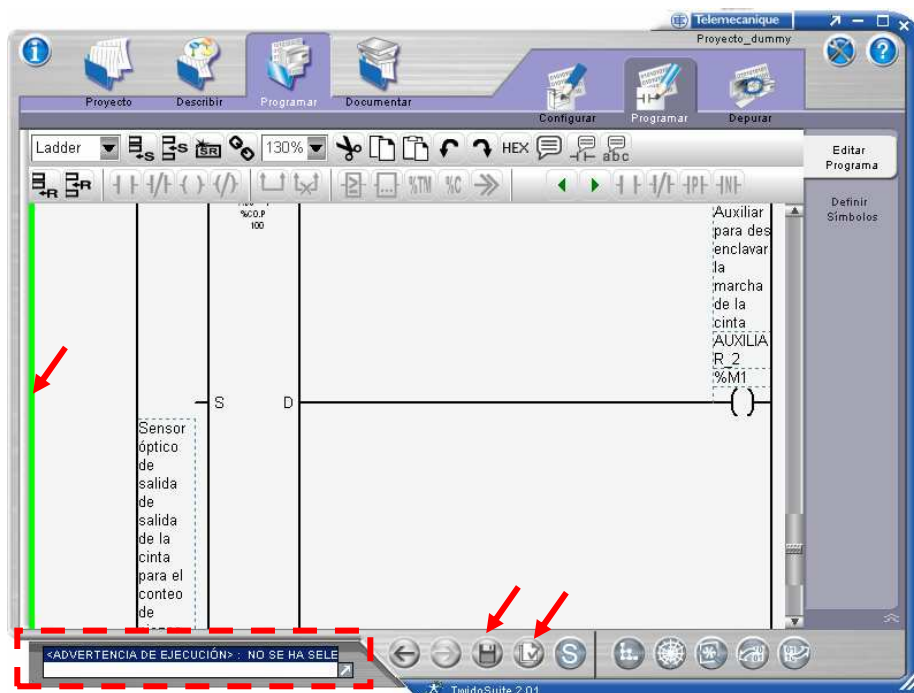 Telemecanique
Proyecto_dummy
Proyecto
Describir
Programar
Documentar
Configurar
Programar
Depurar
Ladder
130%
HEX
abc
%TM
%C
Editar
Programa
Definir
Símbolos
%C0.P
100
Auxiliar
para des
enclavar
la
marcha
de la
cinta
AUXILIA
R_2
%M1
S
D
Sensor
óptico
de
salida
de
salida
de la
cinta
para el
conteo
de
<ADVERTENCIA DE EJECUCIÓN> : NO SE HA SELE
TwidoSuite 2.01